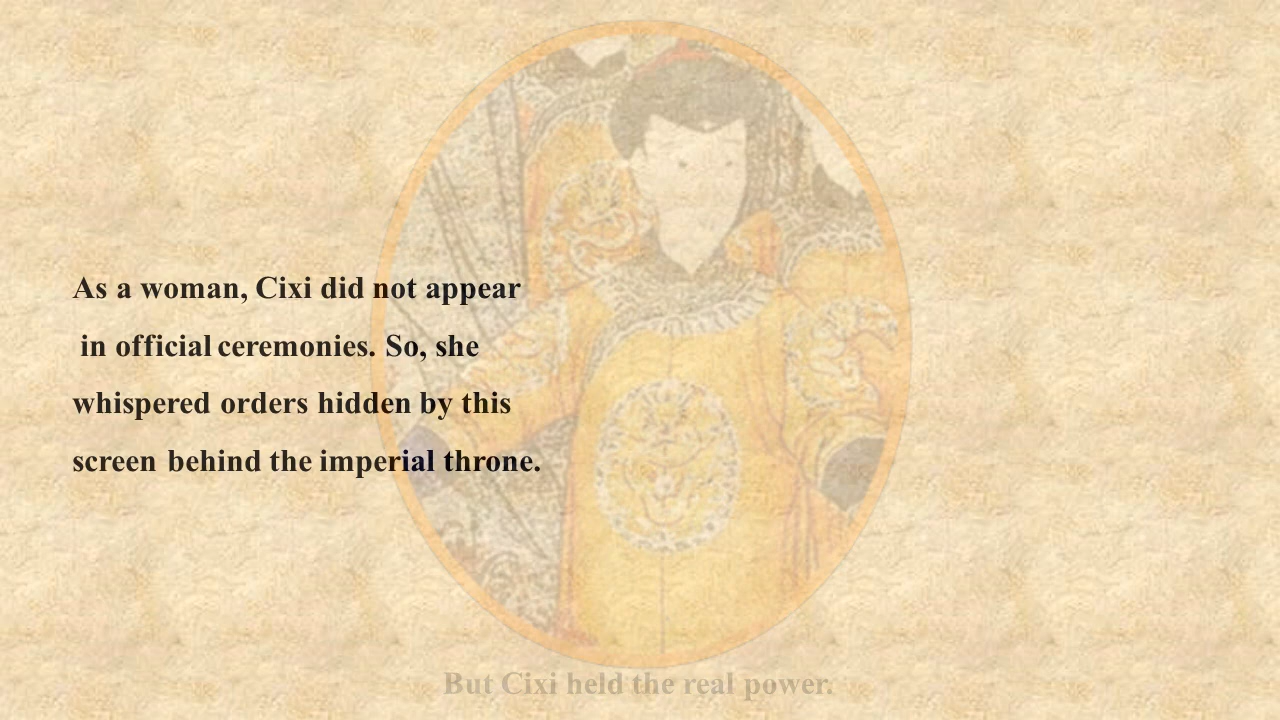 As a woman, Cixi did not appear
in official ceremonies. So, she
whispered orders hidden by this
screen behind the imperial throne.
But Cixi held the real power.